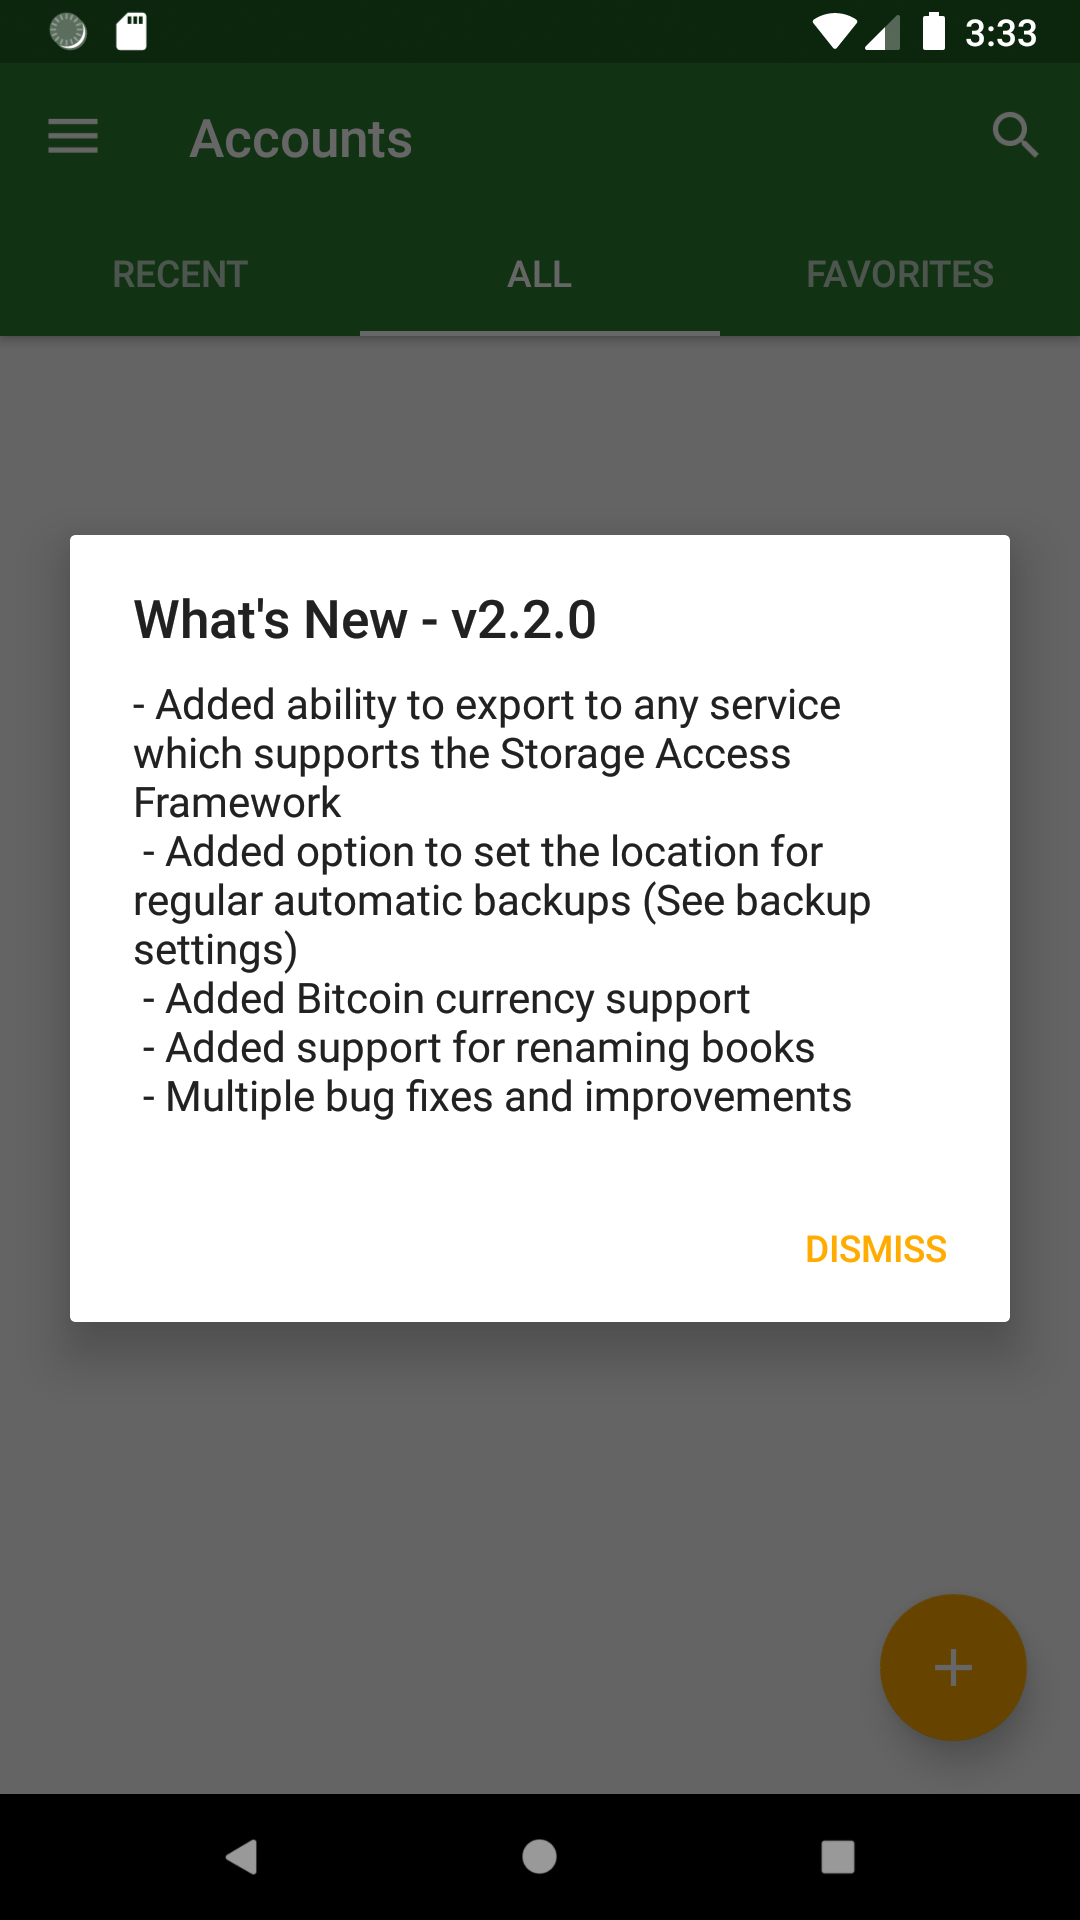 3:33
Accounts
RECENT ALL FAVORITES
What's New - v2.2.0
- Added ability to export to any service
which supports the Storage Access
Framework
- Added option to set the location for
regular automatic backups (See backup
settings)
- Added Bitcoin currency support
- Added support for renaming books
- Multiple bug fixes and improvements
DISMISS